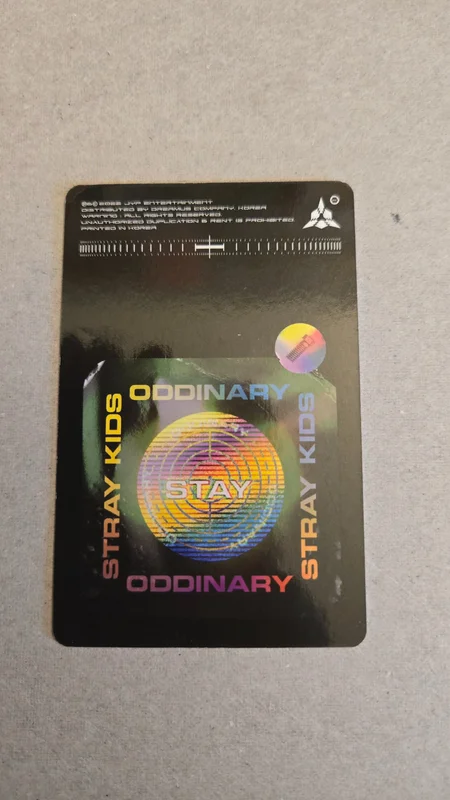 ℗&© 2022 JYP ENTERTAINMENT
DISTRIBUTED BY DREAMUS COMPANY. KOREA
WARNING : ALL RIGHTS RESERVED.
UNAUTHORIZED DUPLICATION & RENT IS PROHIBITED
PRINTED IN KOREA
ODDINARY
STRAY KIDS
STAY
STRAY KIDS
ODDINARY